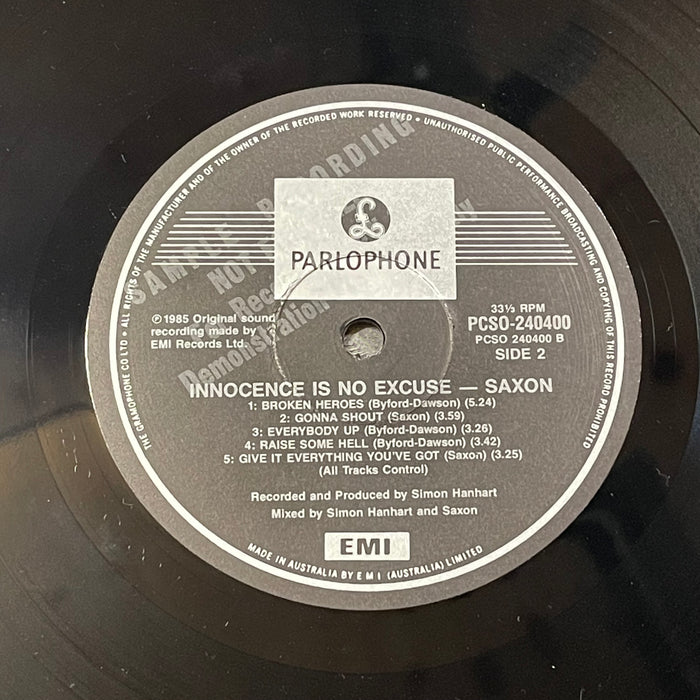 THE GRAMOPHONE CO LTD • ALL RIGHTS OF THE MANUFACTURER AND OF THE OWNER OF THE RECORDED WORK RESERVED • UNAUTHORISED PUBLIC PERFORMANCE BROADCASTING AND COPYING OF THIS RECORD PROHIBITED
SAMPLE RECORDING
NOT
Demonstration
£
PARLOPHONE
℗1985 Original sound
recording made by
EMI Records Ltd.
33⅓ RPM
PCSO-240400
PCSO 240400 B
SIDE 2
INNOCENCE IS NO EXCUSE — SAXON
1: BROKEN HEROES (Byford-Dawson) (5.24)
2: GONNA SHOUT (Saxon) (3.59)
3: EVERYBODY UP (Byford-Dawson) (3.26)
4: RAISE SOME HELL (Byford-Dawson) (3.42)
5: GIVE IT EVERYTHING YOU'VE GOT (Saxon) (3.25)
(All Tracks Control)
Recorded and Produced by Simon Hanhart
Mixed by Simon Hanhart and Saxon
EMI
MADE IN AUSTRALIA BY E M I (AUSTRALIA) LIMITED